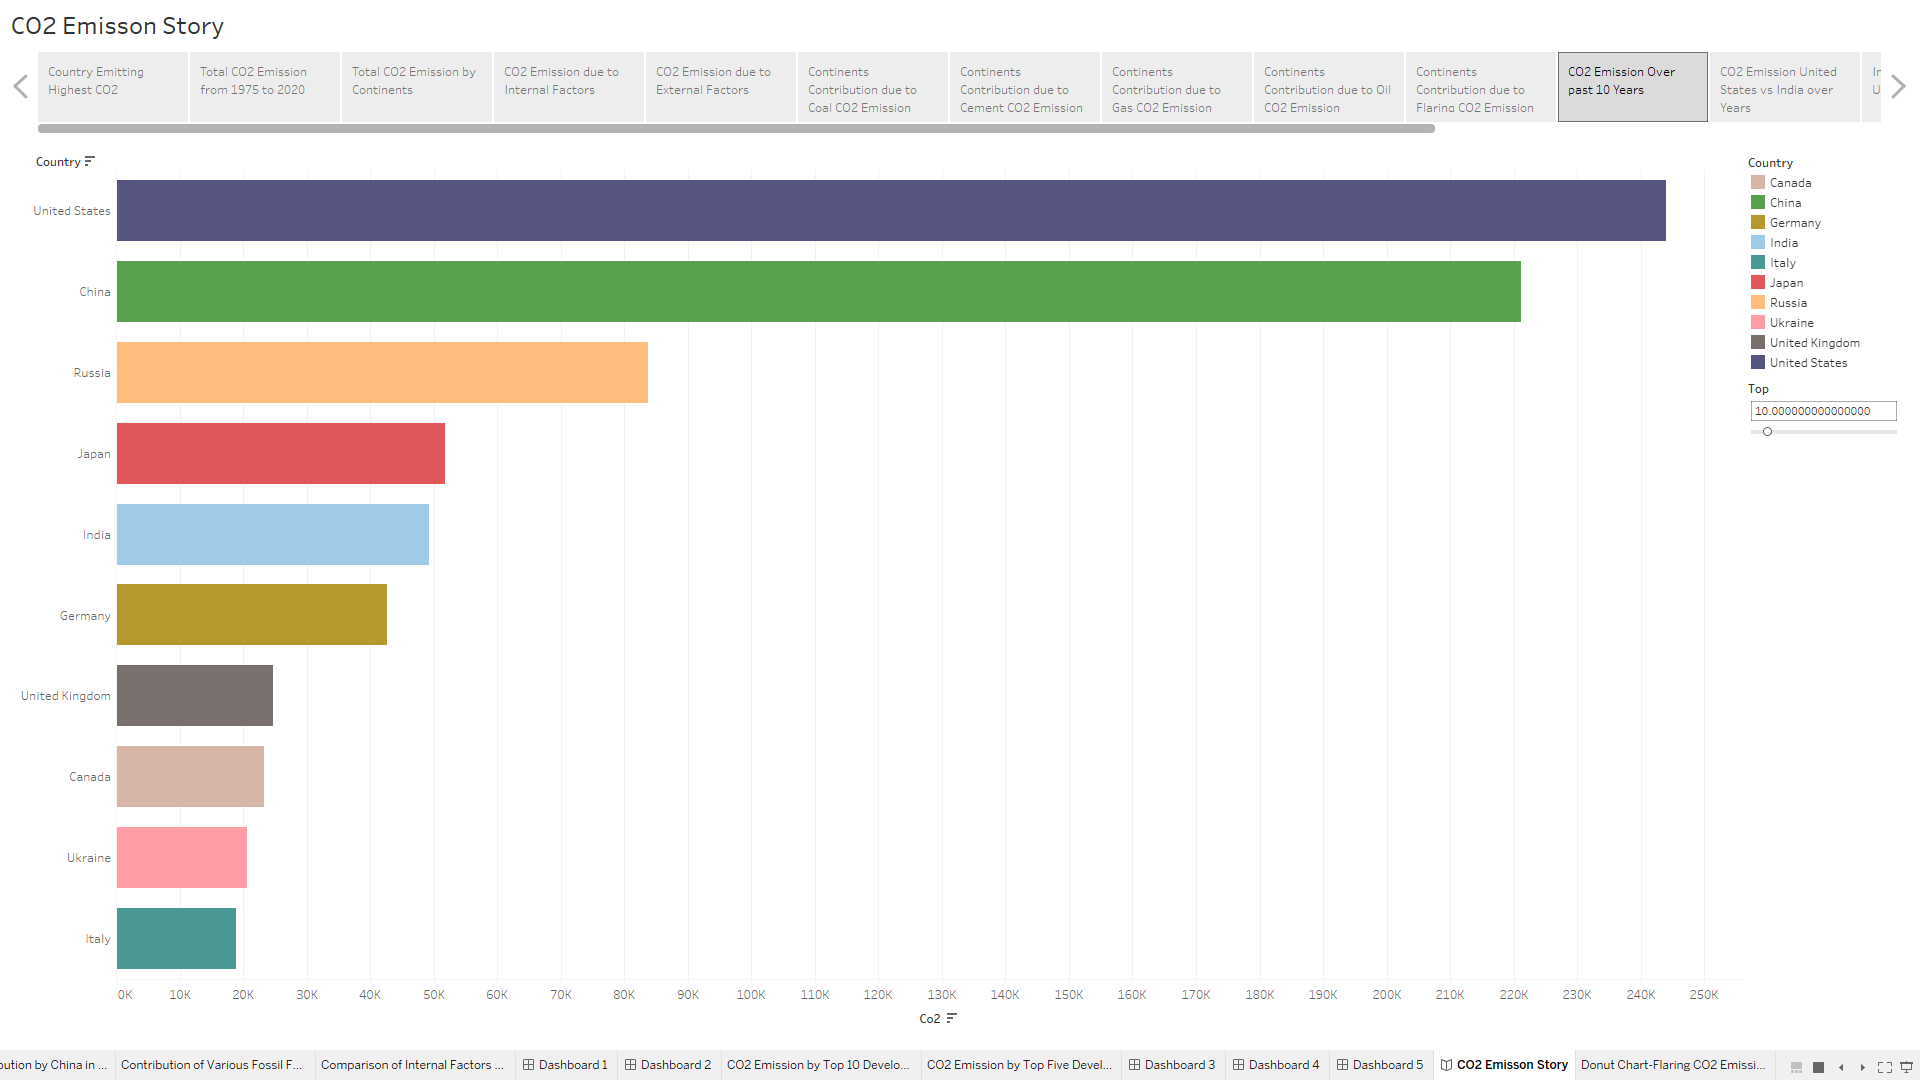 CO2 Emisson Story
Country Emitting
Highest CO2
Total CO2 Emission
from 1975 to 2020
Total CO2 Emission by
Continents
CO2 Emission due to
Internal Factors
CO2 Emission due to
External Factors
Continents
Contribution due to
Coal CO2 Emission
Continents
Contribution due to
Cement CO2 Emission
Continents
Contribution due to
Gas CO2 Emission
Continents
Contribution due to Oil
CO2 Emission
Continents
Contribution due to
Flaring CO2 Emission
CO2 Emission Over
past 10 Years
CO2 Emission United
States vs India over
Years
Country
United States
China
Russia
Japan
India
Germany
United Kingdom
Canada
Ukraine
Italy
0K 10K 20K 30K 40K 50K 60K 70K 80K 90K 100K 110K 120K 130K 140K 150K 160K 170K 180K 190K 200K 210K 220K 230K 240K 250K
Co2
Country
Canada
China
Germany
India
Italy
Japan
Russia
Ukraine
United Kingdom
United States
Top
10.000000000000000
bution by China in ... Contribution of Various Fossil F... Comparison of Internal Factors ... Dashboard 1 Dashboard 2 CO2 Emission by Top 10 Develo... CO2 Emission by Top Five Devel... Dashboard 3 Dashboard 4 Dashboard 5 CO2 Emisson Story Donut Chart-Flaring CO2 Emissi...